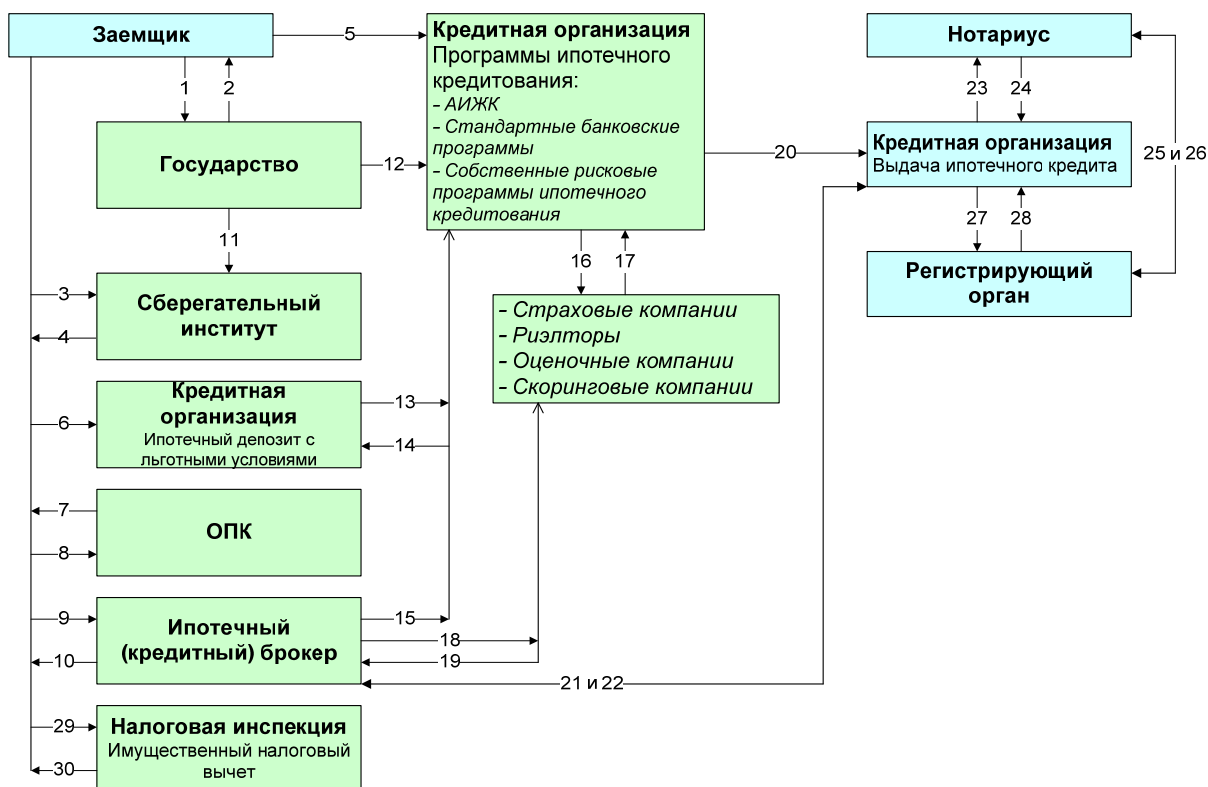 Заемщик
5
1
2
Государство
12
11
3
Сберегательный
институт
4
Кредитная
организация
Ипотечный депозит с
льготными условиями
13
6
14
7
ОПК
8
9
Ипотечный
(кредитный) брокер
15
18
10
19
21 и 22
29
Налоговая инспекция
Имущественный налоговый
вычет
30
Кредитная организация
Программы ипотечного
кредитования:
– АИЖК
– Стандартные банковские
программы
– Собственные рисковые
программы ипотечного
кредитования
20
16
17
– Страховые компании
– Риэлторы
– Оценочные компании
– Скоринговые компании
Нотариус
23
24
Кредитная организация
Выдача ипотечного кредита
25 и 26
27
28
Регистрирующий
орган